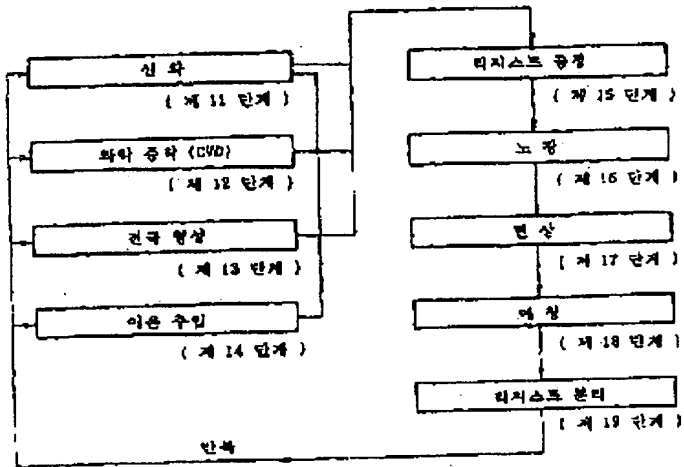 산 화
( 제 11 단계 )
화학 증착 (CVD)
( 제 12 단계 )
전극 형성
( 제 13 단계 )
이온 주입
( 제 14 단계 )
리지스트 공정
( 제 15 단계 )
노 광
( 제 16 단계 )
현 상
( 제 17 단계 )
에 칭
( 제 18 단계 )
리지스트 분리
( 제 19 단계 )
반복